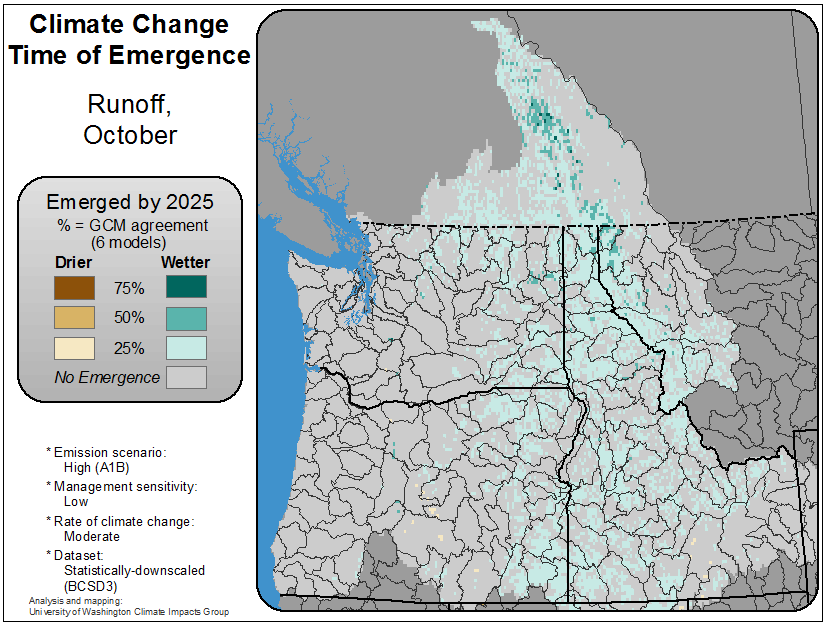 Climate Change
Time of Emergence
Runoff,
October
Emerged by 2025
% = GCM agreement
(6 models)
Drier Wetter
75%
50%
25%
No Emergence
* Emission scenario:
High (A1B)
* Management sensitivity:
Low
* Rate of climate change:
Moderate
* Dataset:
Statistically-downscaled
(BCSD3)
Analysis and mapping:
University of Washington Climate Impacts Group